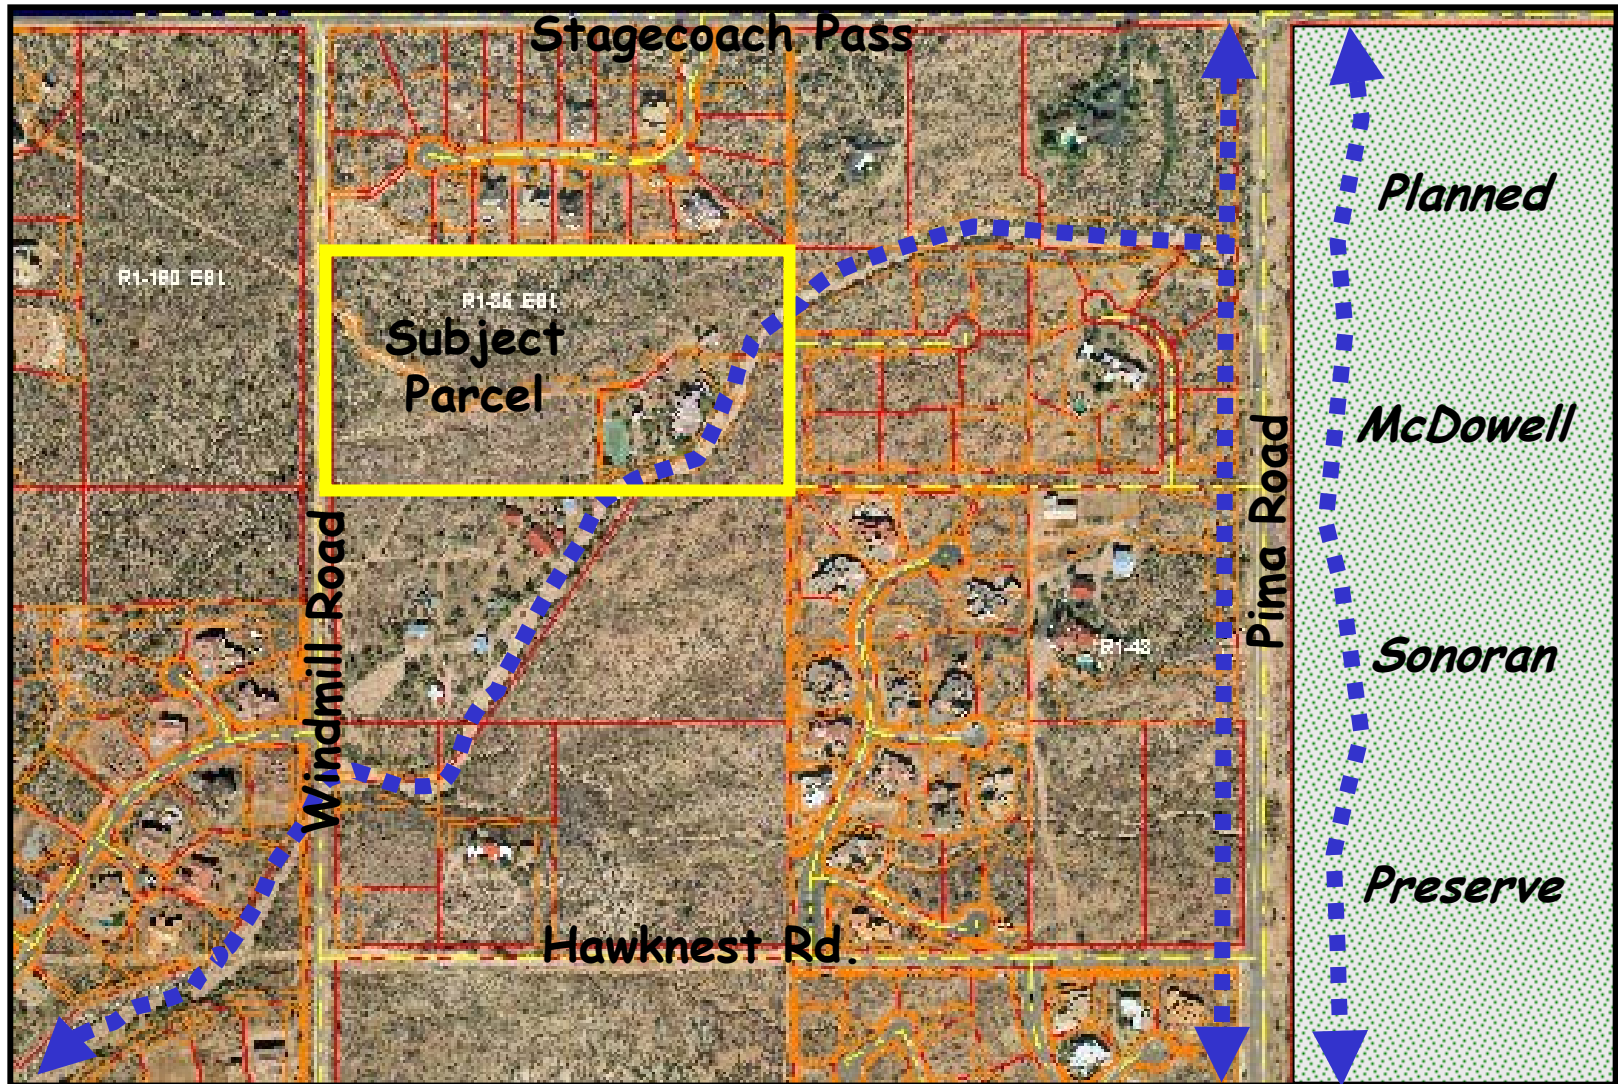 Stagecoach Pass
Planned
R1-190 ESL
R1-35 ESL
Subject
Parcel
McDowell
Windmill Road
Pima Road
R1-43
Sonoran
Preserve
Hawknest Rd.